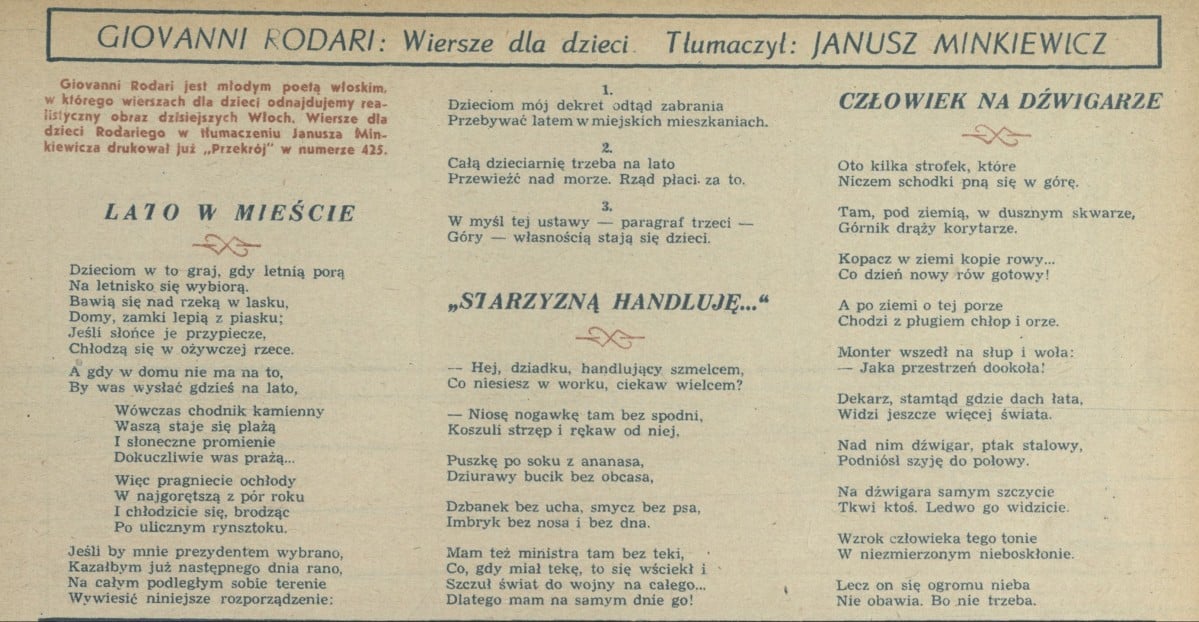 GIOVANNI RODARI: Wiersze dla dzieci. Tłumaczył: JANUSZ MINKIEWICZ
Giovanni Rodari jest młodym poetą włoskim,
w którego wierszach dla dzieci odnajdujemy rea-
listyczny obraz dzisiejszych Włoch. Wiersze dla
dzieci Rodariego w tłumaczeniu Janusza Min-
kiewicza drukował już „Przekrój" w numerze 425.
LATO W MIEŚCIE
Dzieciom w to graj, gdy letnią porą
Na letnisko się wybiorą.
Bawią się nad rzeką w lasku,
Domy, zamki lepią z piasku;
Jeśli słońce je przypiecze,
Chłodzą się w ożywczej rzece.
A gdy w domu nie ma na to,
By was wysłać gdzieś na lato,
Wówczas chodnik kamienny
Waszą staje się plażą
I słoneczne promienie
Dokuczliwie was prażą...
Więc pragniecie ochłody
W najgorętszą z pór roku
I chłodzicie się, brodząc
Po ulicznym rynsztoku.
Jeśli by mnie prezydentem wybrano,
Kazałbym już następnego dnia rano,
Na całym podległym sobie terenie
Wywiesić niniejsze rozporządzenie:
1.
Dzieciom mój dekret odtąd zabrania
Przebywać latem w miejskich mieszkaniach.
2.
Całą dzieciarnię trzeba na lato
Przewieźć nad morze. Rząd płaci za to.
3.
W myśl tej ustawy — paragraf trzeci —
Góry — własnością stają się dzieci.
„STARZYZNĄ HANDLUJĘ..."
— Hej, dziadku, handlujący szmelcem,
Co niesiesz w worku, ciekaw wielcem?
— Niosę nogawkę tam bez spodni,
Koszuli strzęp i rękaw od niej,
Puszkę po soku z ananasa,
Dziurawy bucik bez obcasa,
Dzbanek bez ucha, smycz bez psa,
Imbryk bez nosa i bez dna.
Mam też ministra tam bez teki,
Co, gdy miał tekę, to się wściekł i
Szczuł świat do wojny na całego...
Dlatego mam na samym dnie go!
CZŁOWIEK NA DŹWIGARZE
Oto kilka strofek, które
Niczem schodki pną się w górę.
Tam, pod ziemią, w dusznym skwarze,
Górnik drąży korytarze.
Kopacz w ziemi kopie rowy...
Co dzień nowy rów gotowy!
A po ziemi o tej porze
Chodzi z pługiem chłop i orze.
Monter wszedł na słup i woła:
— Jaka przestrzeń dookoła!
Dekarz, stamtąd gdzie dach łata,
Widzi jeszcze więcej świata.
Nad nim dźwigar, ptak stalowy,
Podniósł szyję do połowy.
Na dźwigara samym szczycie
Tkwi ktoś. Ledwo go widzicie.
Wzrok człowieka tego tonie
W niezmierzonym nieboskłonie.
Lecz on się ogromu nieba
Nie obawia. Bo nie trzeba.